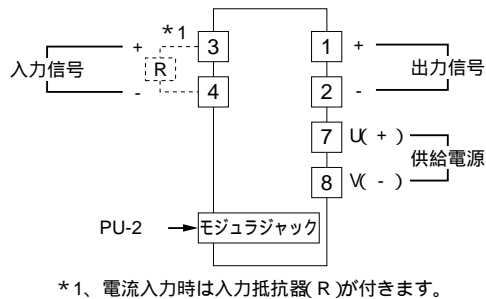 *1
+ 3 1 +
入力信号 R 出力信号
- 4 2 -
7 U( + )
供給電源
8 V( - )
PU-2 モジュラジャック
*1、電流入力時は入力抵抗器( R )が付きます。